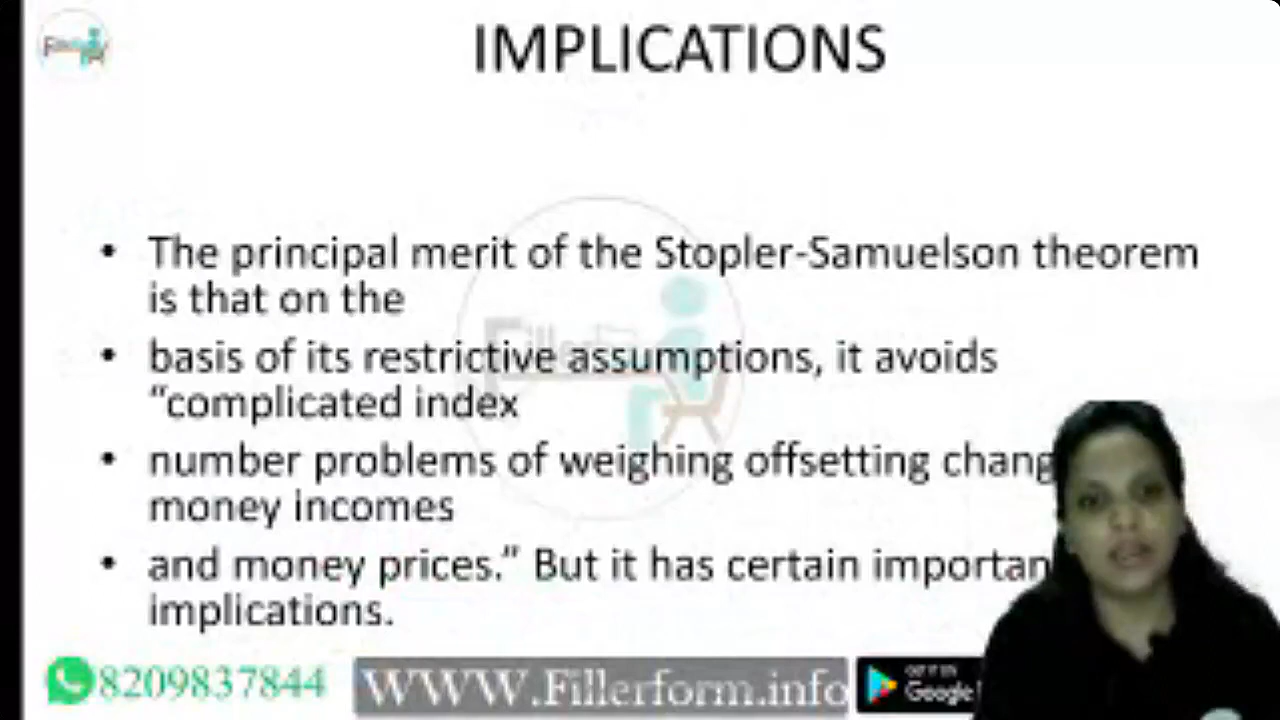 IMPLICATIONS
• The principal merit of the Stopler-Samuelson theorem
is that on the
• basis of its restrictive assumptions, it avoids
“complicated index
• number problems of weighing offsetting chang
money incomes
• and money prices.” But it has certain importan
implications.
Fillerform
8209837844
WWW.Fillerform.info
GET IT ON
Google